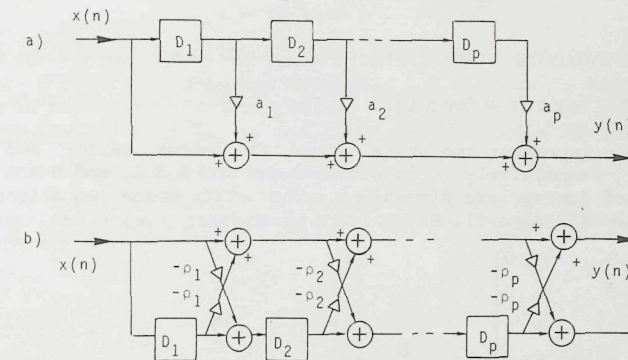 x(n)
a)
D1 D2 Dp
a1 a2 ap
y(n)
+ + + + + +
b)
+ + + + + +
x(n)
-ρ1 -ρ2 -ρp
-ρ1 -ρ2 -ρp
y(n)
D1 D2 Dp